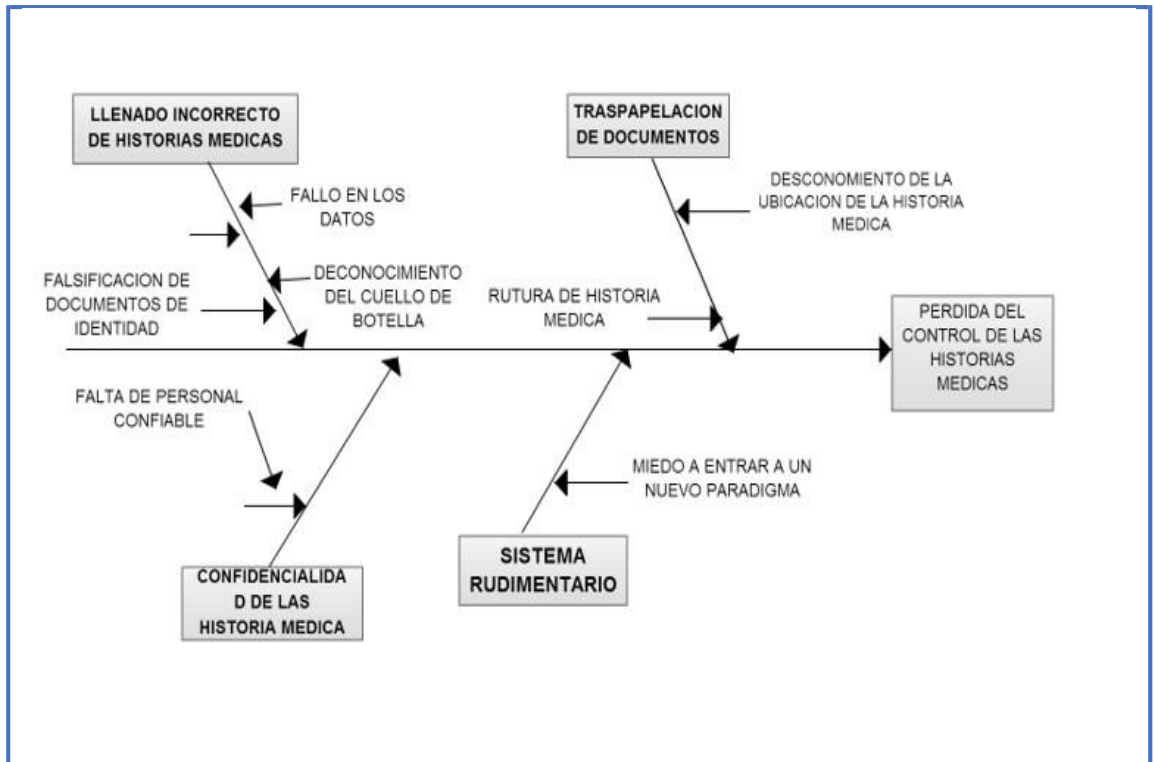 LLENADO INCORRECTO
DE HISTORIAS MEDICAS
TRASPAPELACION
DE DOCUMENTOS
FALLO EN LOS
DATOS
DESCONOMIENTO DE LA
UBICACION DE LA HISTORIA
MEDICA
FALSIFICACION DE
DOCUMENTOS DE
IDENTIDAD
DECONOCIMIENTO
DEL CUELLO DE
BOTELLA
RUTURA DE HISTORIA
MEDICA
PERDIDA DEL
CONTROL DE LAS
HISTORIAS
MEDICAS
FALTA DE PERSONAL
CONFIABLE
MIEDO A ENTRAR A UN
NUEVO PARADIGMA
CONFIDENCIALIDA
D DE LAS
HISTORIA MEDICA
SISTEMA
RUDIMENTARIO